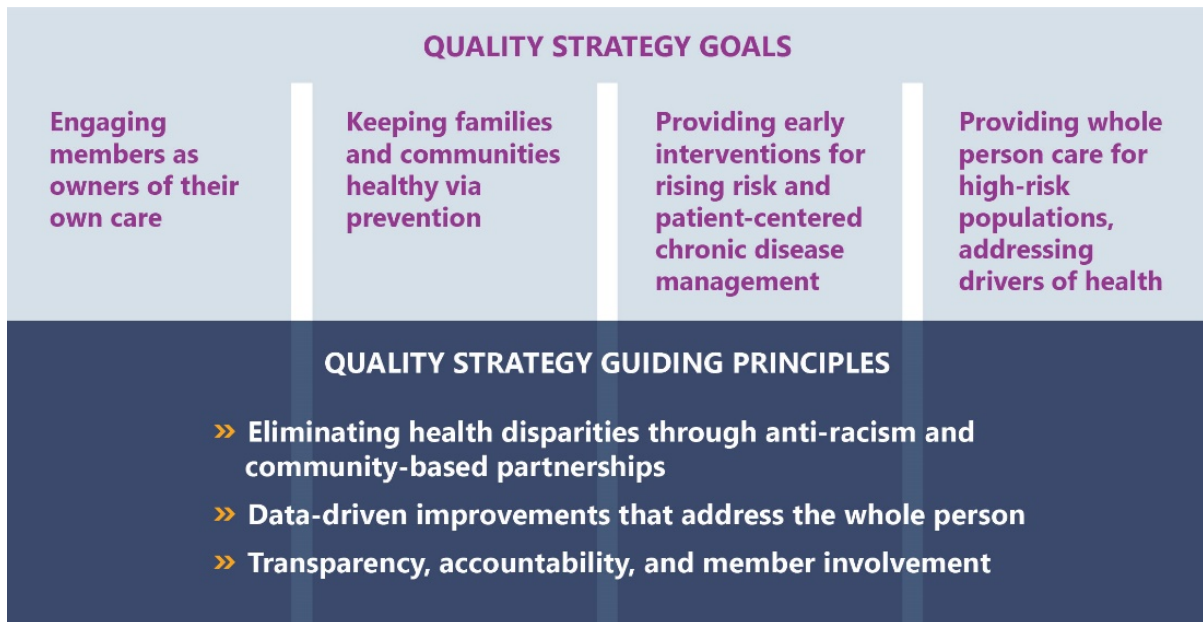 QUALITY STRATEGY GOALS
Engaging
members as
owners of their
own care
Keeping families
and communities
healthy via
prevention
Providing early
interventions for
rising risk and
patient-centered
chronic disease
management
Providing whole
person care for
high-risk
populations,
addressing
drivers of health
QUALITY STRATEGY GUIDING PRINCIPLES
» Eliminating health disparities through anti-racism and
community-based partnerships
» Data-driven improvements that address the whole person
» Transparency, accountability, and member involvement